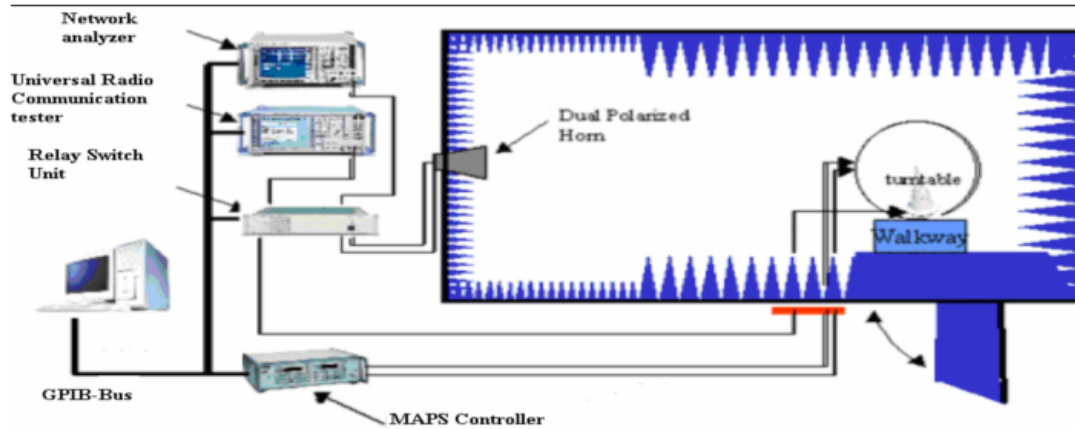 Network
analyzer
Universal Radio
Communication
tester
Relay Switch
Unit
Dual Polarized
Horn
turntable
Walkway
GPIB-Bus
MAPS Controller